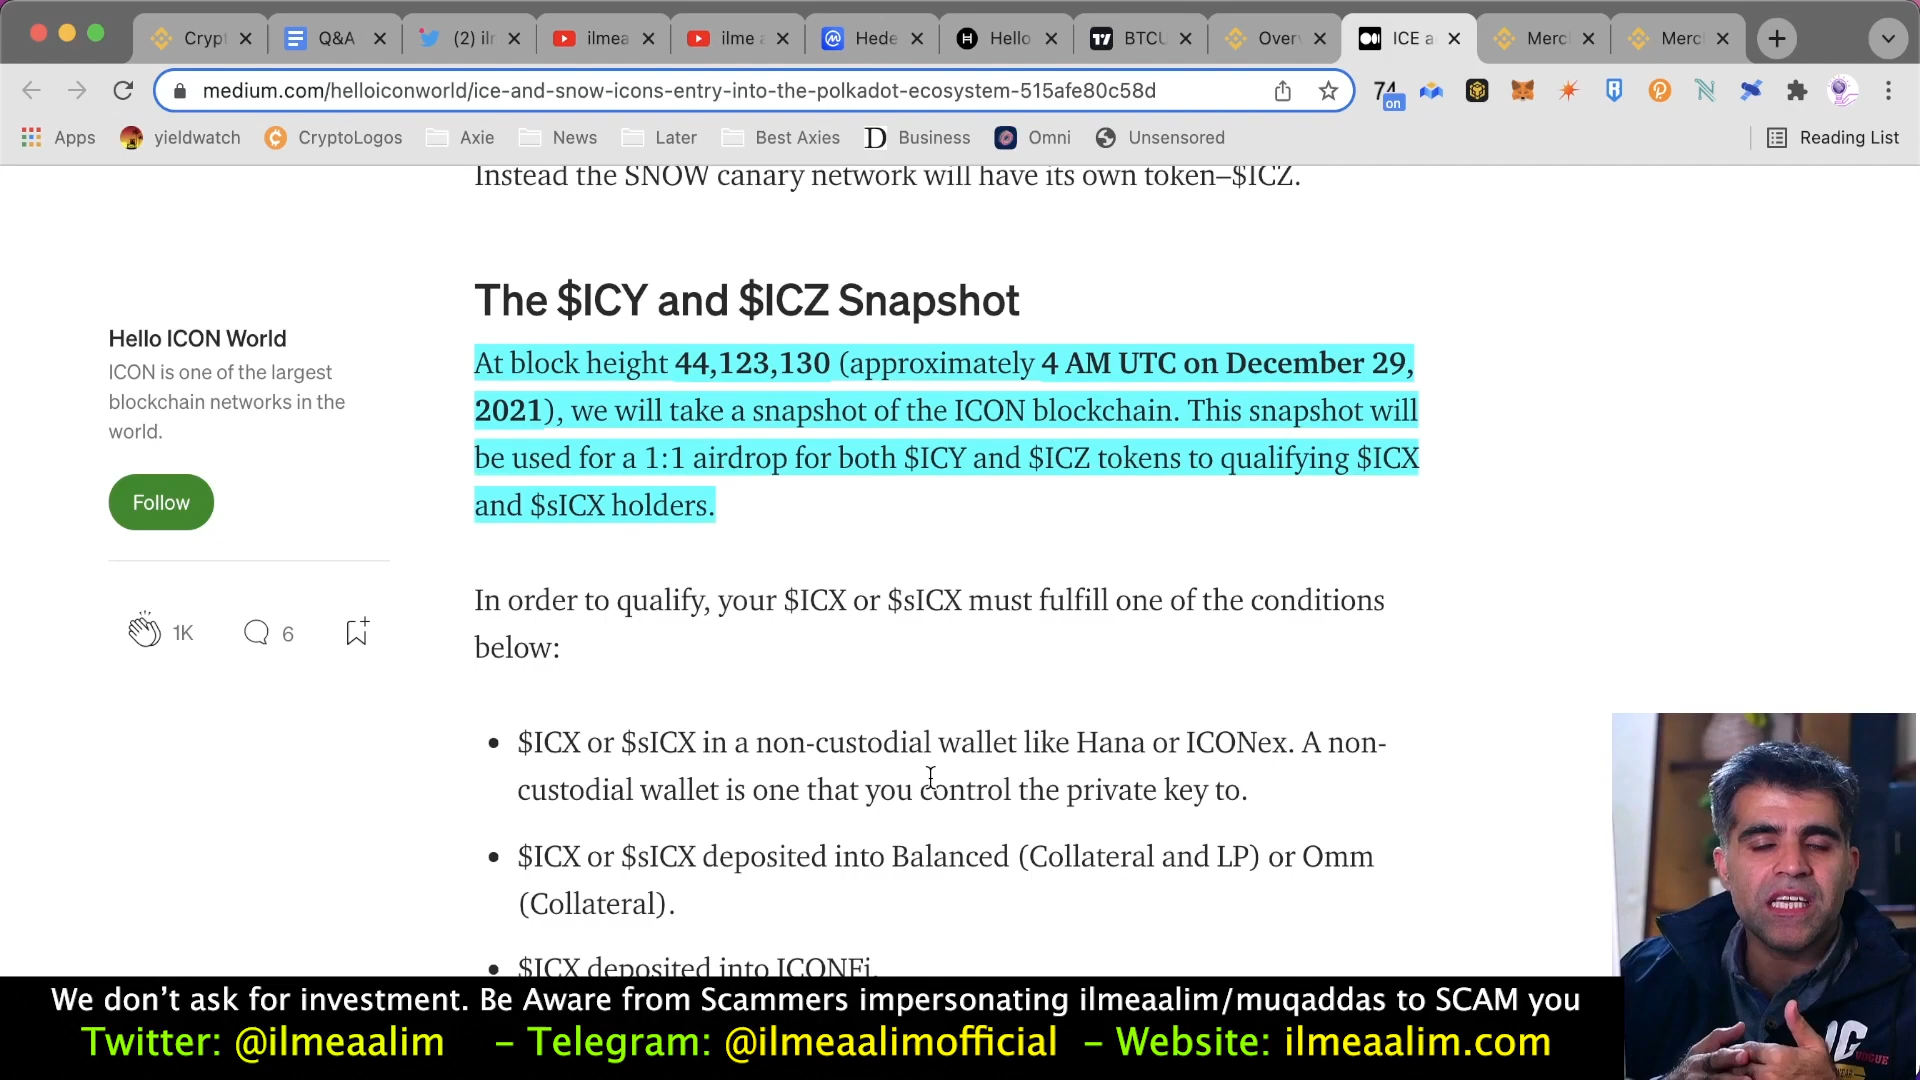 Crypt
Q&A
(2) ilm
ilmea
ilme a
Hede
Hello
BTCU
Over
ICE a
Merc
Merc
medium.com/helloiconworld/ice-and-snow-icons-entry-into-the-polkadot-ecosystem-515afe80c58d
74
on
Apps
yieldwatch
CryptoLogos
Axie
News
Later
Best Axies
Business
Omni
Unsensored
Reading List
Instead the SNOW canary network will have its own token–$ICZ.
The $ICY and $ICZ Snapshot
At block height 44,123,130 (approximately 4 AM UTC on December 29,
2021), we will take a snapshot of the ICON blockchain. This snapshot will
be used for a 1:1 airdrop for both $ICY and $ICZ tokens to qualifying $ICX
and $sICX holders.
Hello ICON World
ICON is one of the largest
blockchain networks in the
world.
Follow
1K
6
In order to qualify, your $ICX or $sICX must fulfill one of the conditions
below:
• $ICX or $sICX in a non-custodial wallet like Hana or ICONex. A non-
custodial wallet is one that you control the private key to.
• $ICX or $sICX deposited into Balanced (Collateral and LP) or Omm
(Collateral).
• $ICX deposited into ICONFi.
VOGUE
We don't ask for investment. Be Aware from Scammers impersonating ilmeaalim/muqaddas to SCAM you
Twitter: @ilmeaalim – Telegram: @ilmeaalimofficial – Website: ilmeaalim.com